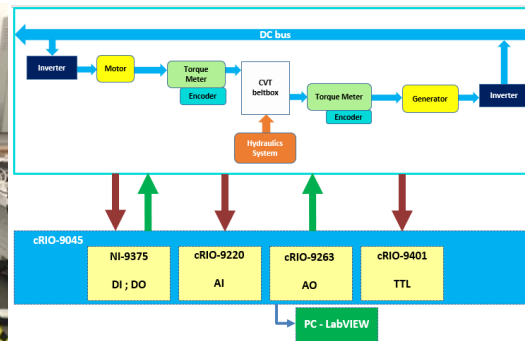 DC bus
Inverter
Motor
Torque
Meter
Encoder
CVT
beltbox
Torque Meter
Encoder
Generator
Inverter
Hydraulics
System
cRIO-9045
NI-9375
DI ; DO
cRIO-9220
AI
cRIO-9263
AO
cRIO-9401
TTL
PC - LabVIEW